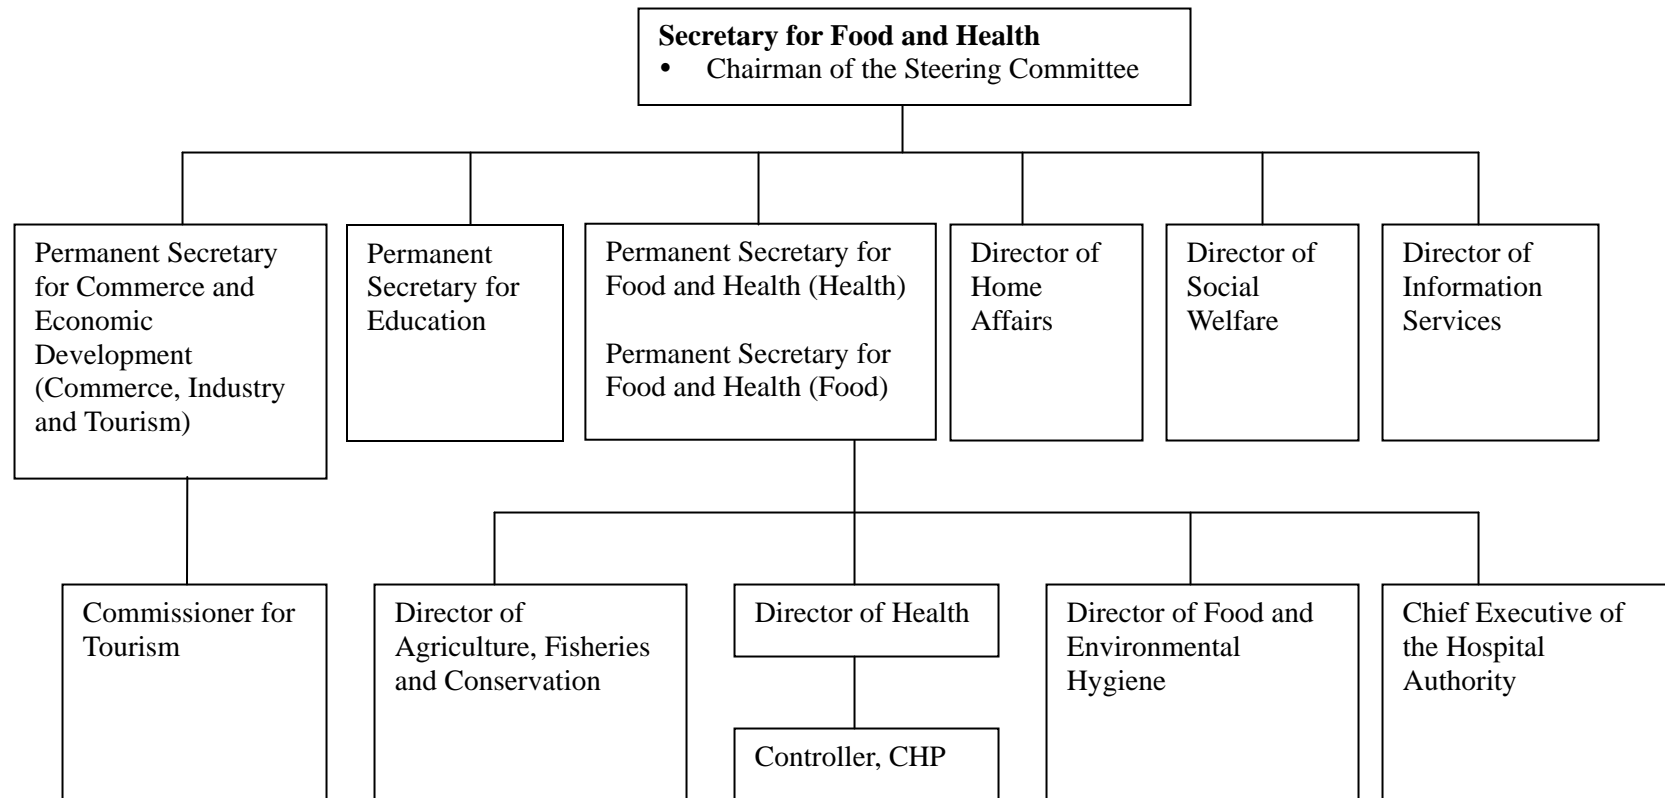 Secretary for Food and Health
• Chairman of the Steering Committee
Permanent Secretary
for Commerce and
Economic
Development
(Commerce, Industry
and Tourism)
Permanent
Secretary for
Education
Permanent Secretary for
Food and Health (Health)
Permanent Secretary for
Food and Health (Food)
Director of
Home
Affairs
Director of
Social
Welfare
Director of
Information
Services
Commissioner for
Tourism
Director of
Agriculture, Fisheries
and Conservation
Director of Health
Controller, CHP
Director of Food and
Environmental
Hygiene
Chief Executive of
the Hospital
Authority